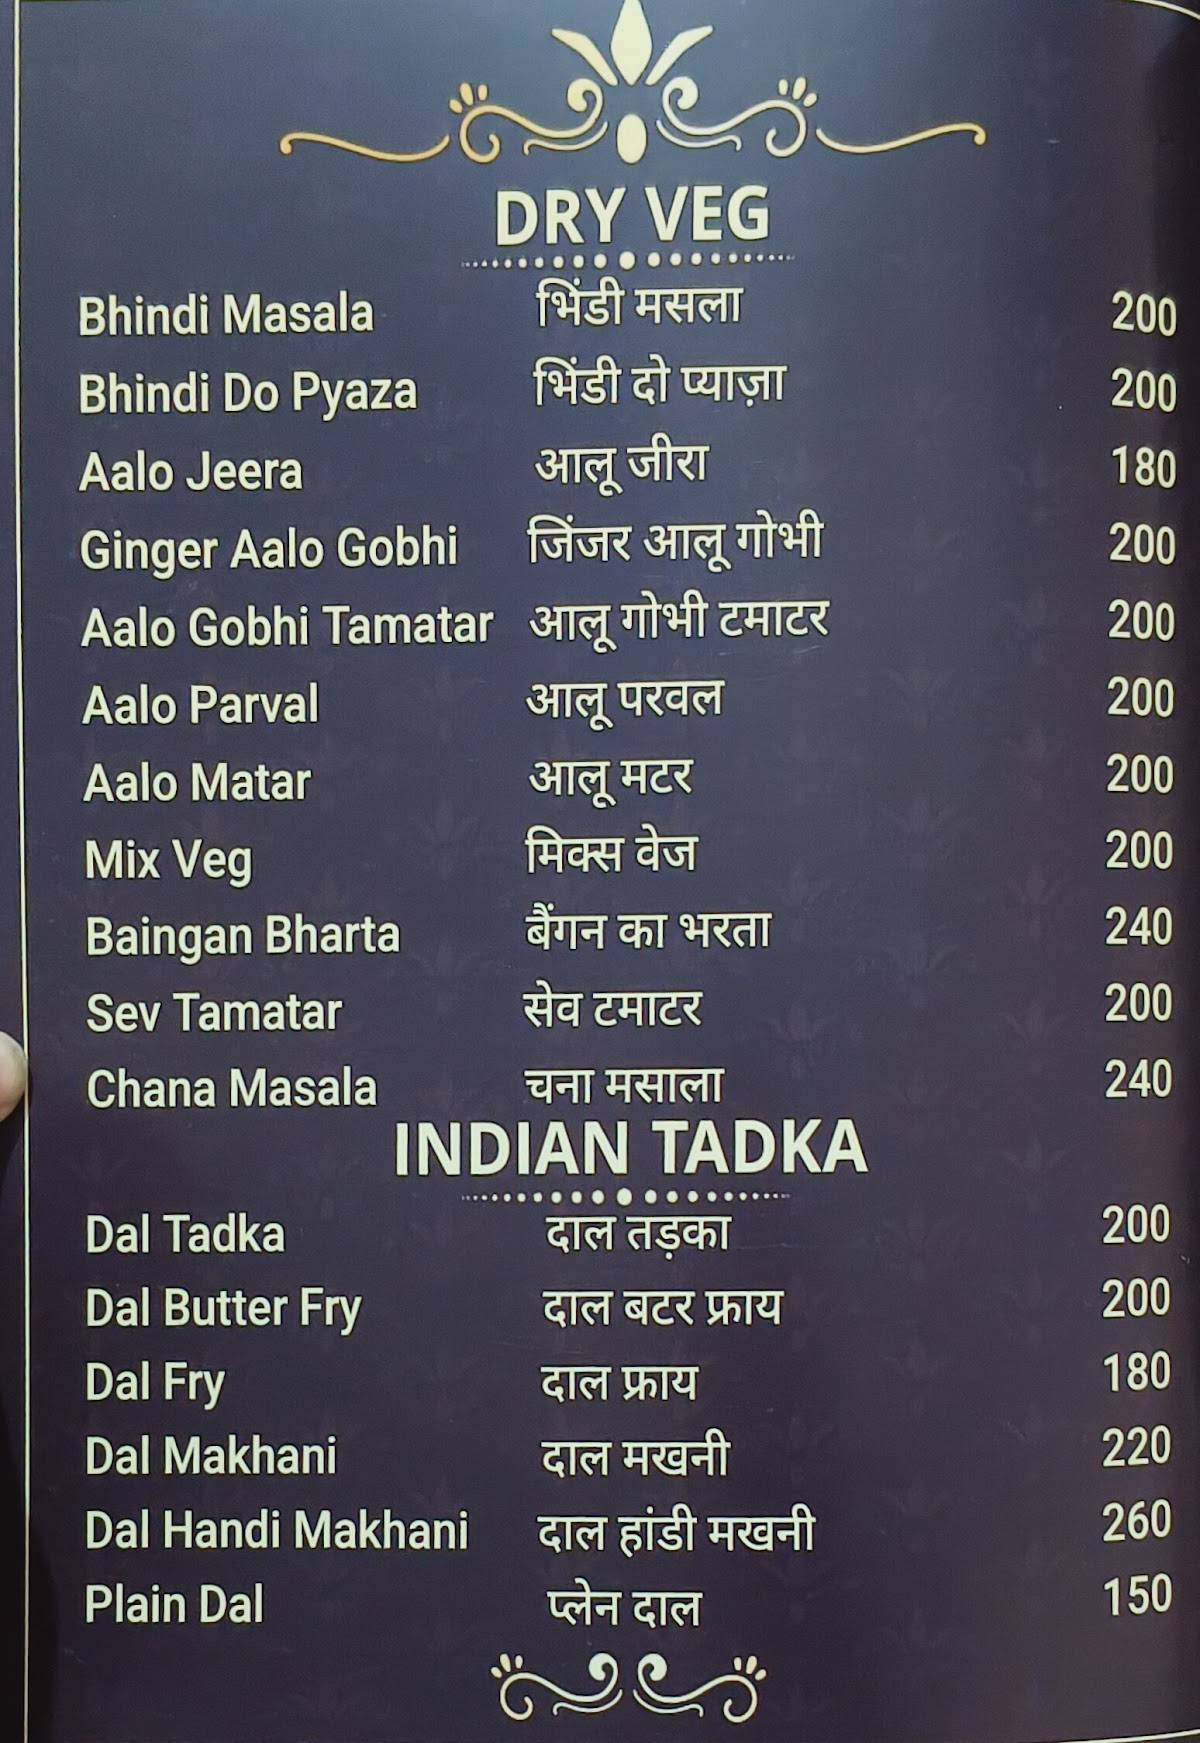 DRY VEG
Bhindi Masala भिंडी मसला 200
Bhindi Do Pyaza भिंडी दो प्याज़ा 200
Aalo Jeera आलू जीरा 180
Ginger Aalo Gobhi जिंजर आलू गोभी 200
Aalo Gobhi Tamatar आलू गोभी टमाटर 200
Aalo Parval आलू परवल 200
Aalo Matar आलू मटर 200
Mix Veg मिक्स वेज 200
Baingan Bharta बैंगन का भरता 240
Sev Tamatar सेव टमाटर 200
Chana Masala चना मसाला 240
INDIAN TADKA
Dal Tadka दाल तड़का 200
Dal Butter Fry दाल बटर फ्राय 200
Dal Fry दाल फ्राय 180
Dal Makhani दाल मखनी 220
Dal Handi Makhani दाल हांडी मखनी 260
Plain Dal प्लेन दाल 150